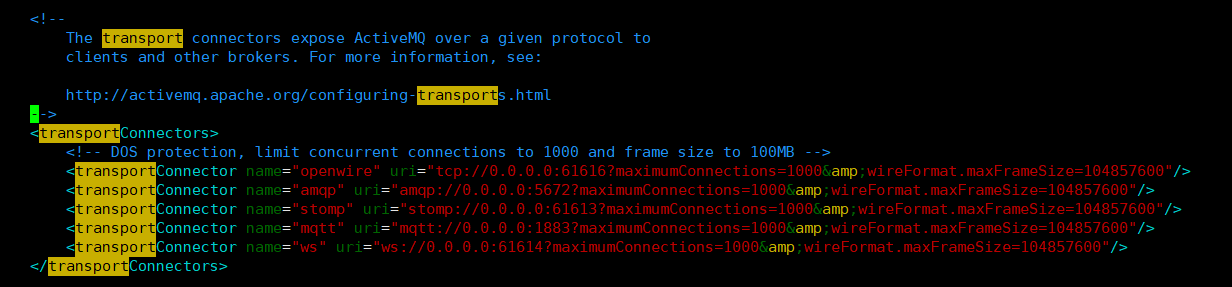 <!--
The transport connectors expose ActiveMQ over a given protocol to
clients and other brokers. For more information, see:
http://activemq.apache.org/configuring-transports.html
-->
<transportConnectors>
<!-- DOS protection, limit concurrent connections to 1000 and frame size to 100MB -->
<transportConnector name="openwire" uri="tcp://0.0.0.0:61616?maximumConnections=1000&amp;wireFormat.maxFrameSize=104857600"/>
<transportConnector name="amqp" uri="amqp://0.0.0.0:5672?maximumConnections=1000&amp;wireFormat.maxFrameSize=104857600"/>
<transportConnector name="stomp" uri="stomp://0.0.0.0:61613?maximumConnections=1000&amp;wireFormat.maxFrameSize=104857600"/>
<transportConnector name="mqtt" uri="mqtt://0.0.0.0:1883?maximumConnections=1000&amp;wireFormat.maxFrameSize=104857600"/>
<transportConnector name="ws" uri="ws://0.0.0.0:61614?maximumConnections=1000&amp;wireFormat.maxFrameSize=104857600"/>
</transportConnectors>